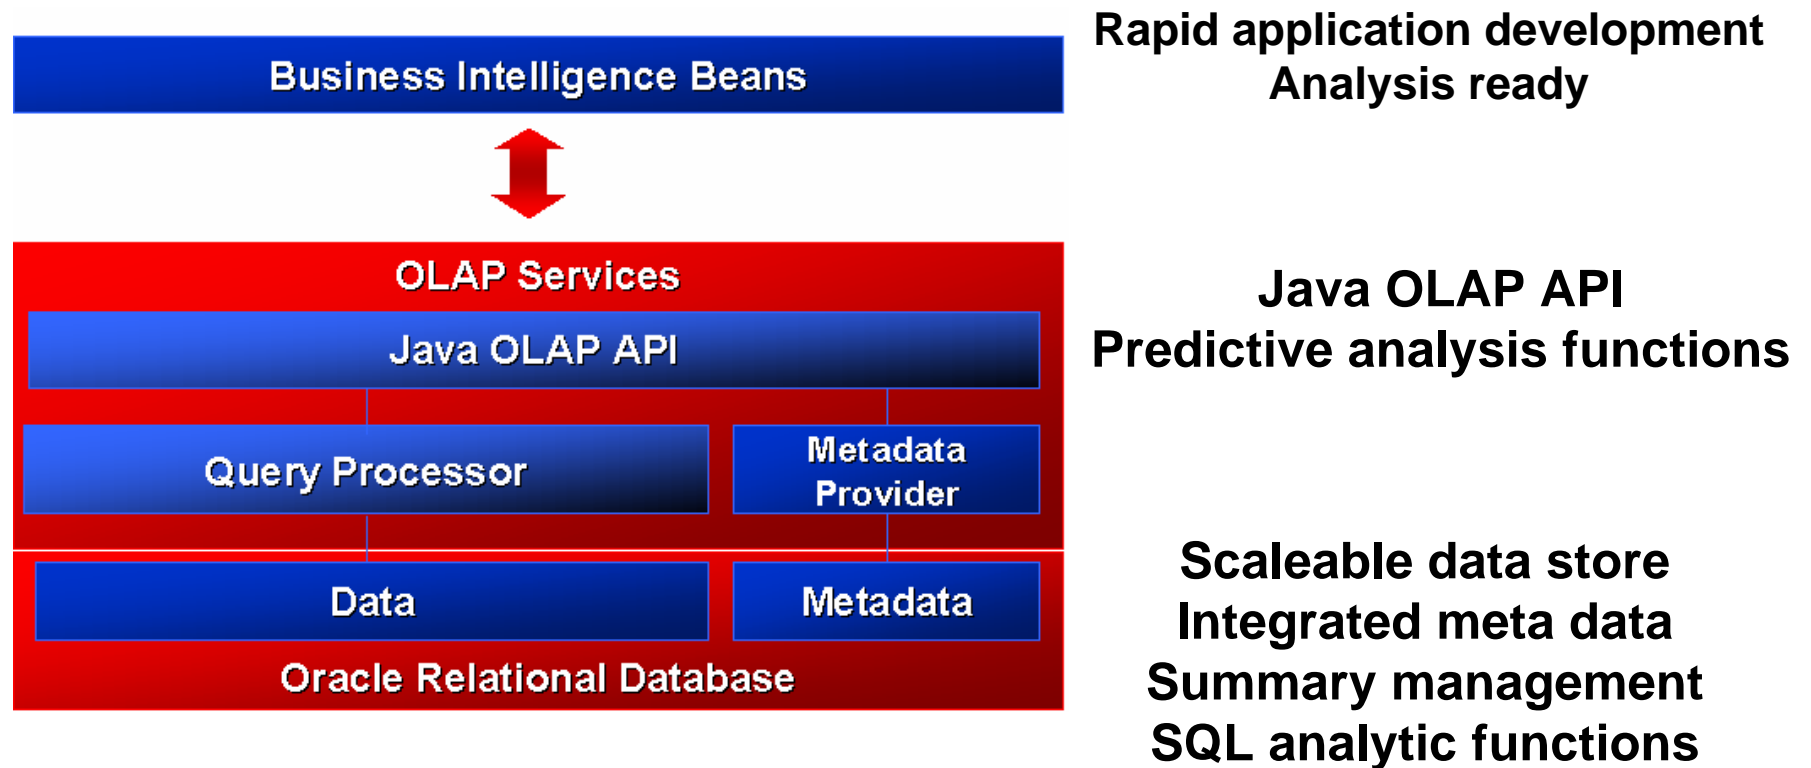 Business Intelligence Beans
Rapid application development
Analysis ready
OLAP Services
Java OLAP API
Query Processor
Metadata
Provider
Java OLAP API
Predictive analysis functions
Data
Metadata
Oracle Relational Database
Scaleable data store
Integrated meta data
Summary management
SQL analytic functions